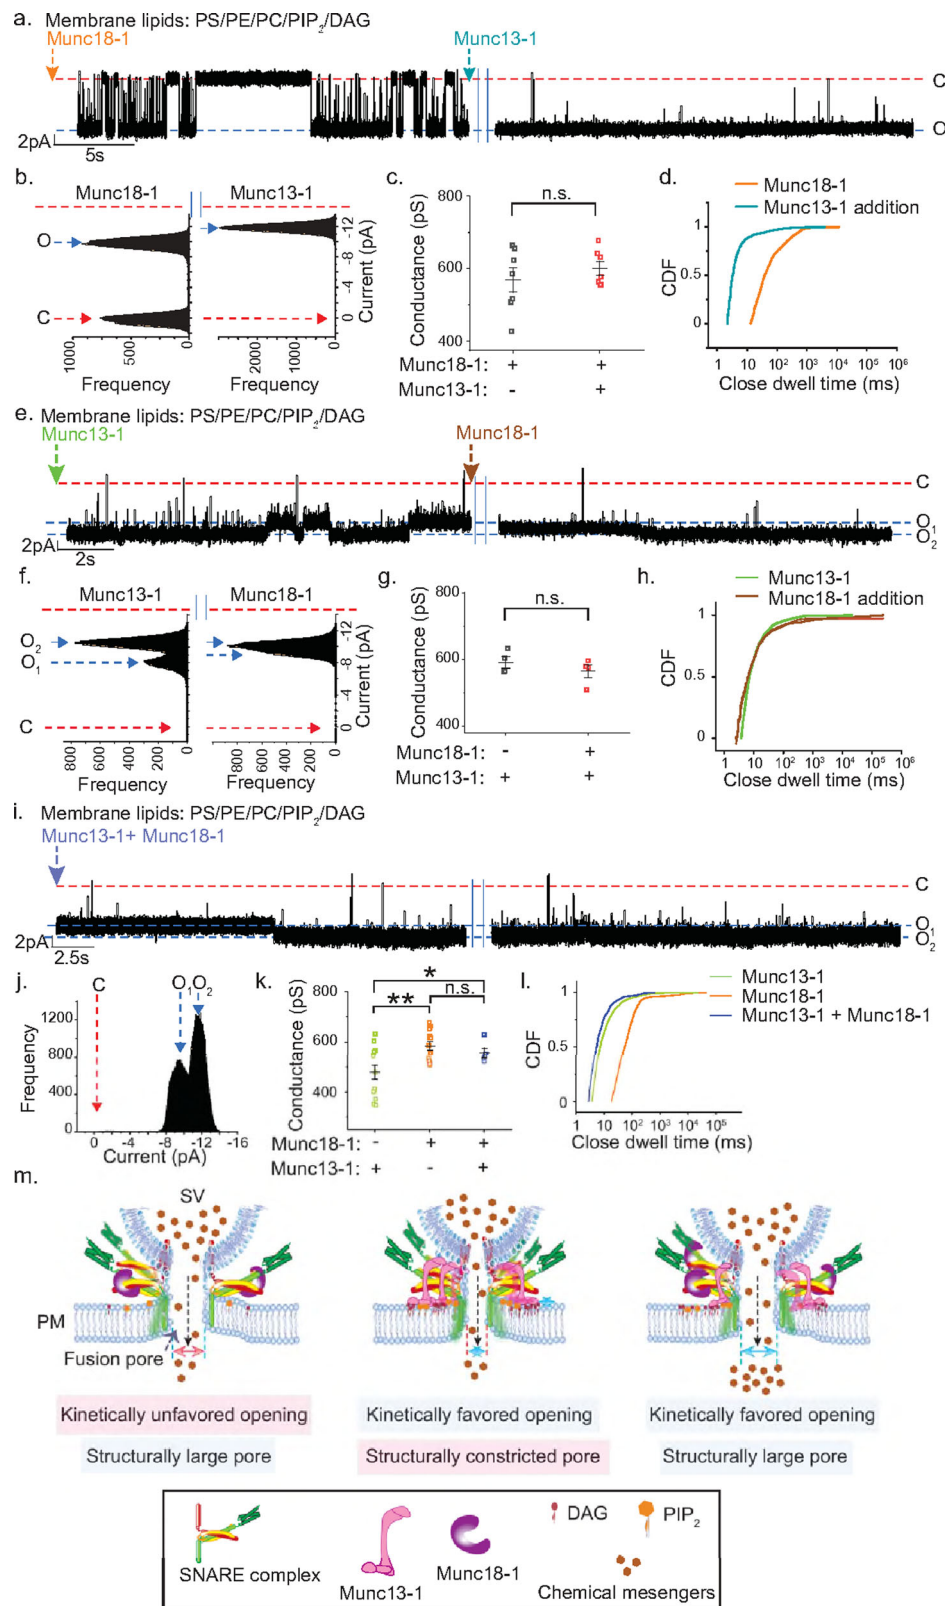 a. Membrane lipids: PS/PE/PC/PIP2/DAG
Munc18-1
Munc13-1
C
O
2pA
5s
b.
Munc18-1
Munc13-1
O
C
-12
-8
-4
0
Current (pA)
10000
5000
0
20000
10000
0
Frequency
Frequency
c.
n.s.
800
600
400
Conductance (pS)
Munc18-1: + +
Munc13-1: - +
d.
Munc18-1
Munc13-1 addition
1
0.5
0
CDF
1 10 10² 10³ 10⁴ 10⁵ 10⁶
Close dwell time (ms)
e. Membrane lipids: PS/PE/PC/PIP2/DAG
Munc13-1
Munc18-1
C
O1
O2
2pA
2s
f.
Munc13-1
Munc18-1
O2
O1
C
-12
-8
-4
0
Current (pA)
800 600 400 200 0
800 600 400 200 0
Frequency
Frequency
g.
n.s.
800
600
400
Conductance (pS)
Munc18-1: - +
Munc13-1: + +
h.
Munc13-1
Munc18-1 addition
1
0.5
0
CDF
1 10 10² 10³ 10⁴ 10⁵ 10⁶
Close dwell time (ms)
i. Membrane lipids: PS/PE/PC/PIP2/DAG
Munc13-1+ Munc18-1
C
O1
O2
2pA
2.5s
j.
C
O1 O2
1200
800
400
0
Frequency
0 -4 -8 -12 -16
Current (pA)
k.
*
**
n.s.
800
600
400
Conductance (pS)
Munc18-1: - + +
Munc13-1: + - +
l.
Munc13-1
Munc18-1
Munc13-1 + Munc18-1
1
0.5
0
CDF
1 10 10² 10³ 10⁴ 10⁵
Close dwell time (ms)
m.
SV
PM
Fusion pore
Kinetically unfavored opening
Structurally large pore
Kinetically favored opening
Structurally constricted pore
Kinetically favored opening
Structurally large pore
SNARE complex
Munc13-1
Munc18-1
DAG
PIP2
Chemical mesengers